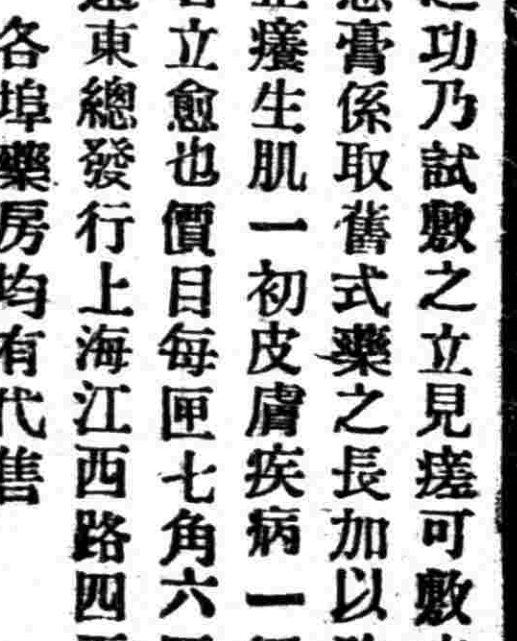 功乃試敷之立見瘥可敷
膏係取舊式藥之長加以
癢生肌一初皮膚疾病一
立愈也價目每匣七角六
東總發行上海江西路四
各埠藥房均有代售